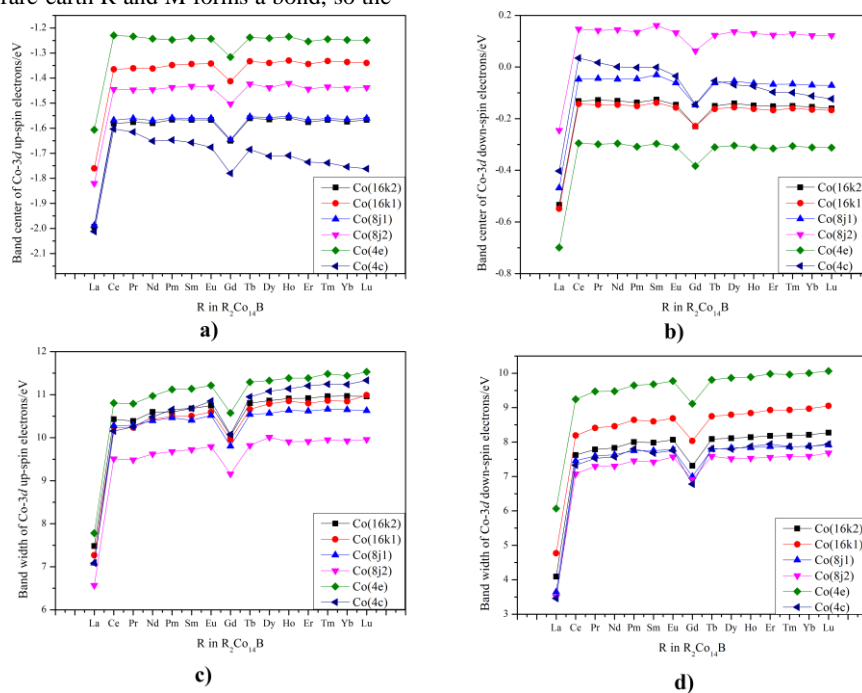 rare earth R and M forms a bond, so the
Band center of Co-3d up-spin electrons/eV
-1.2
-1.3
-1.4
-1.5
-1.6
-1.7
-1.8
-1.9
-2.0
-2.1
Co(16k2)
Co(16k1)
Co(8j1)
Co(8j2)
Co(4e)
Co(4c)
La Ce Pr Nd Pm Sm Eu Gd Tb Dy Ho Er Tm Yb Lu
R in R₂Co₁₄B
a)
Band center of Co-3d down-spin electrons/eV
0.2
0.0
-0.2
-0.4
-0.6
-0.8
Co(16k2)
Co(16k1)
Co(8j1)
Co(8j2)
Co(4e)
Co(4c)
La Ce Pr Nd Pm Sm Eu Gd Tb Dy Ho Er Tm Yb Lu
R in R₂Co₁₄B
b)
Band width of Co-3d up-spin electrons/eV
12
11
10
9
8
7
6
Co(16k2)
Co(16k1)
Co(8j1)
Co(8j2)
Co(4e)
Co(4c)
La Ce Pr Nd Pm Sm Eu Gd Tb Dy Ho Er Tm Yb Lu
R in R₂Co₁₄B
c)
Band width of Co-3d down-spin electrons/eV
10
9
8
7
6
5
4
3
Co(16k2)
Co(16k1)
Co(8j1)
Co(8j2)
Co(4e)
Co(4c)
La Ce Pr Nd Pm Sm Eu Gd Tb Dy Ho Er Tm Yb Lu
R in R₂Co₁₄B
d)